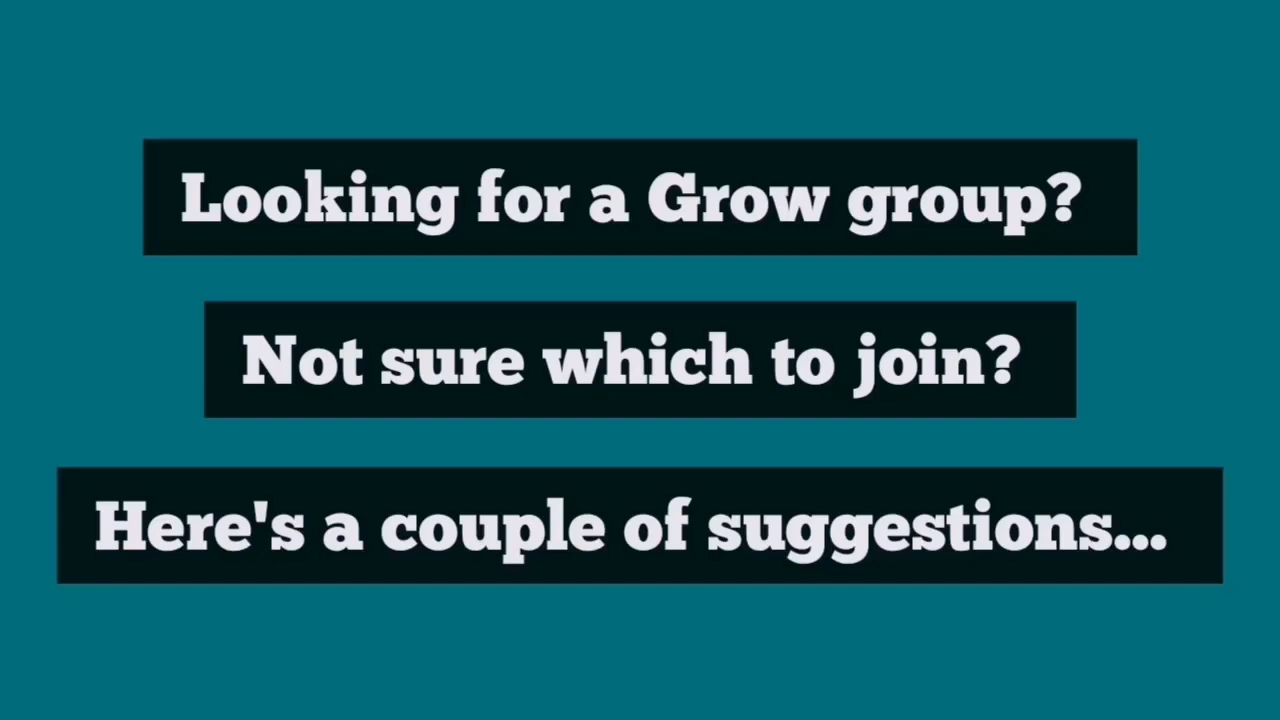 Looking for a Grow group?
Not sure which to join?
Here's a couple of suggestions...